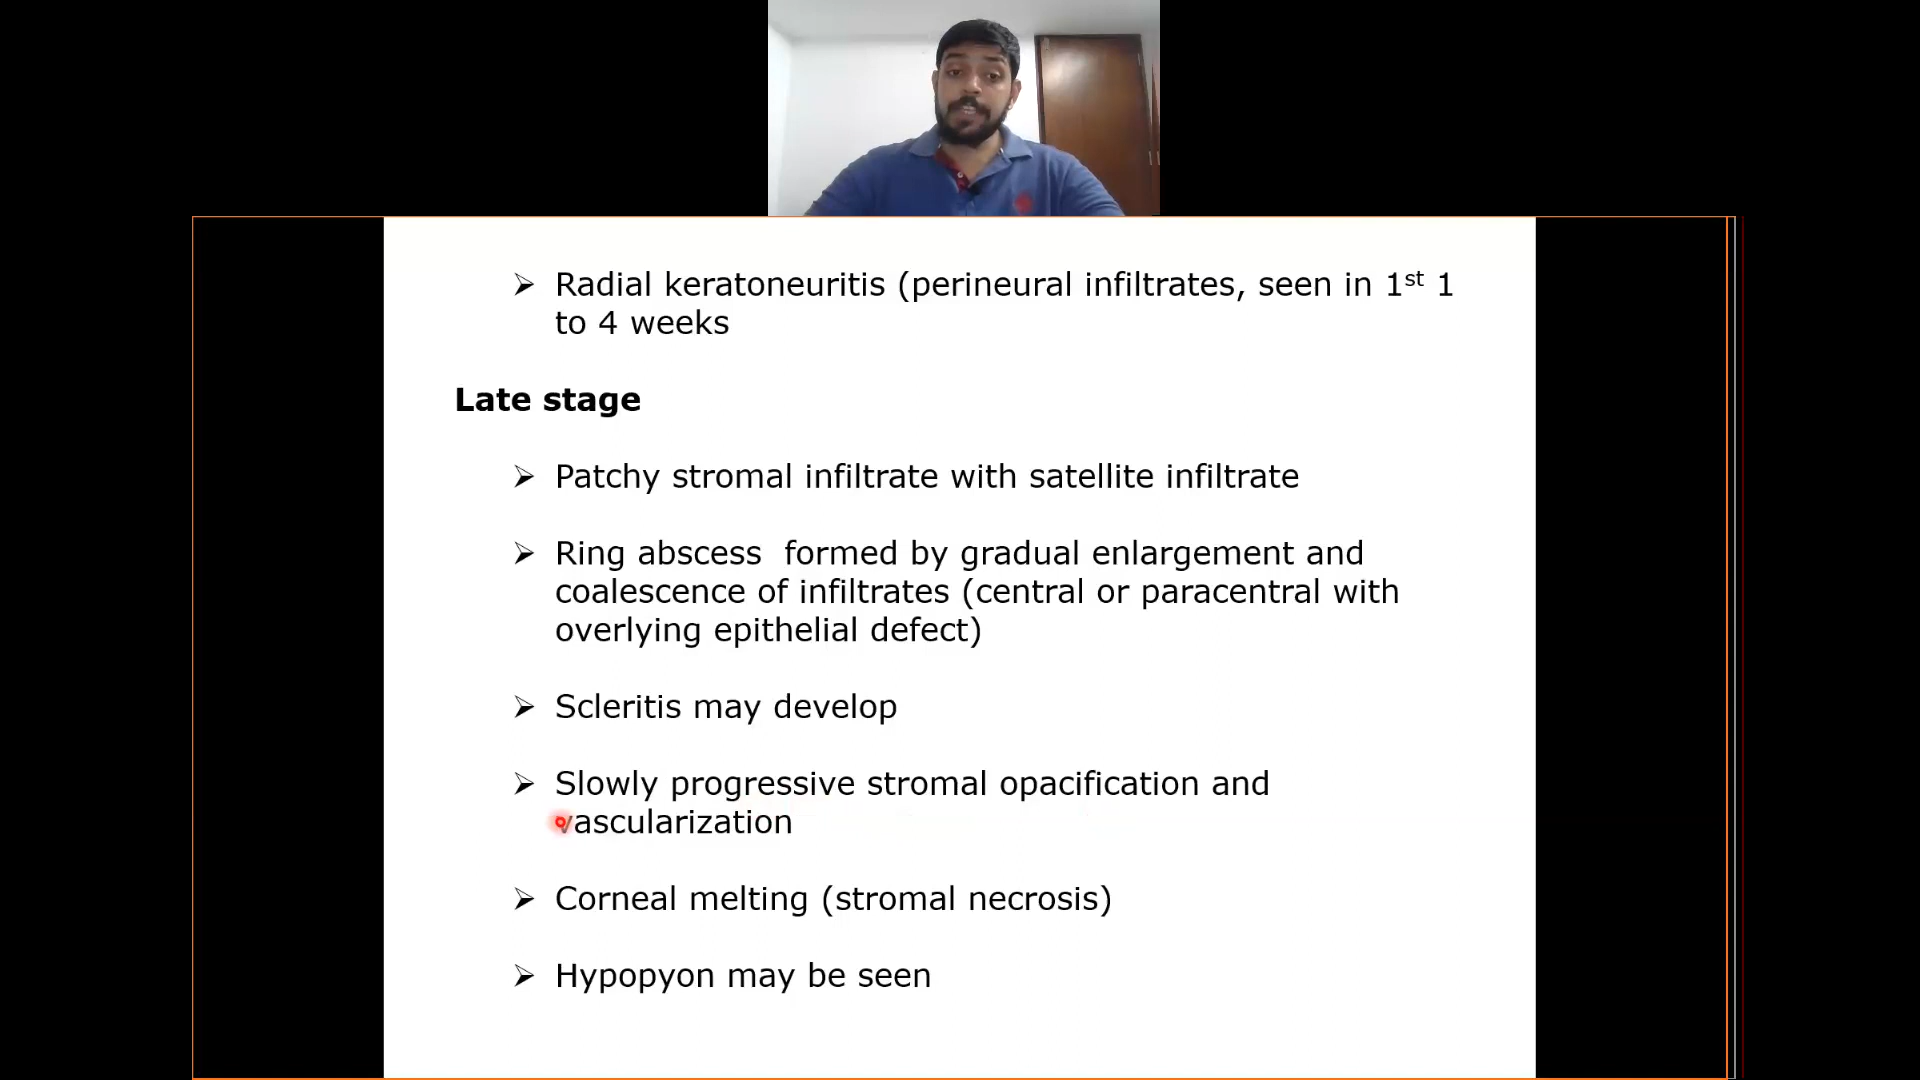 Radial keratoneuritis (perineural infiltrates, seen in 1st 1
to 4 weeks
Late stage
Patchy stromal infiltrate with satellite infiltrate
Ring abscess  formed by gradual enlargement and
coalescence of infiltrates (central or paracentral with
overlying epithelial defect)
Scleritis may develop
Slowly progressive stromal opacification and
vascularization
Corneal melting (stromal necrosis)
Hypopyon may be seen